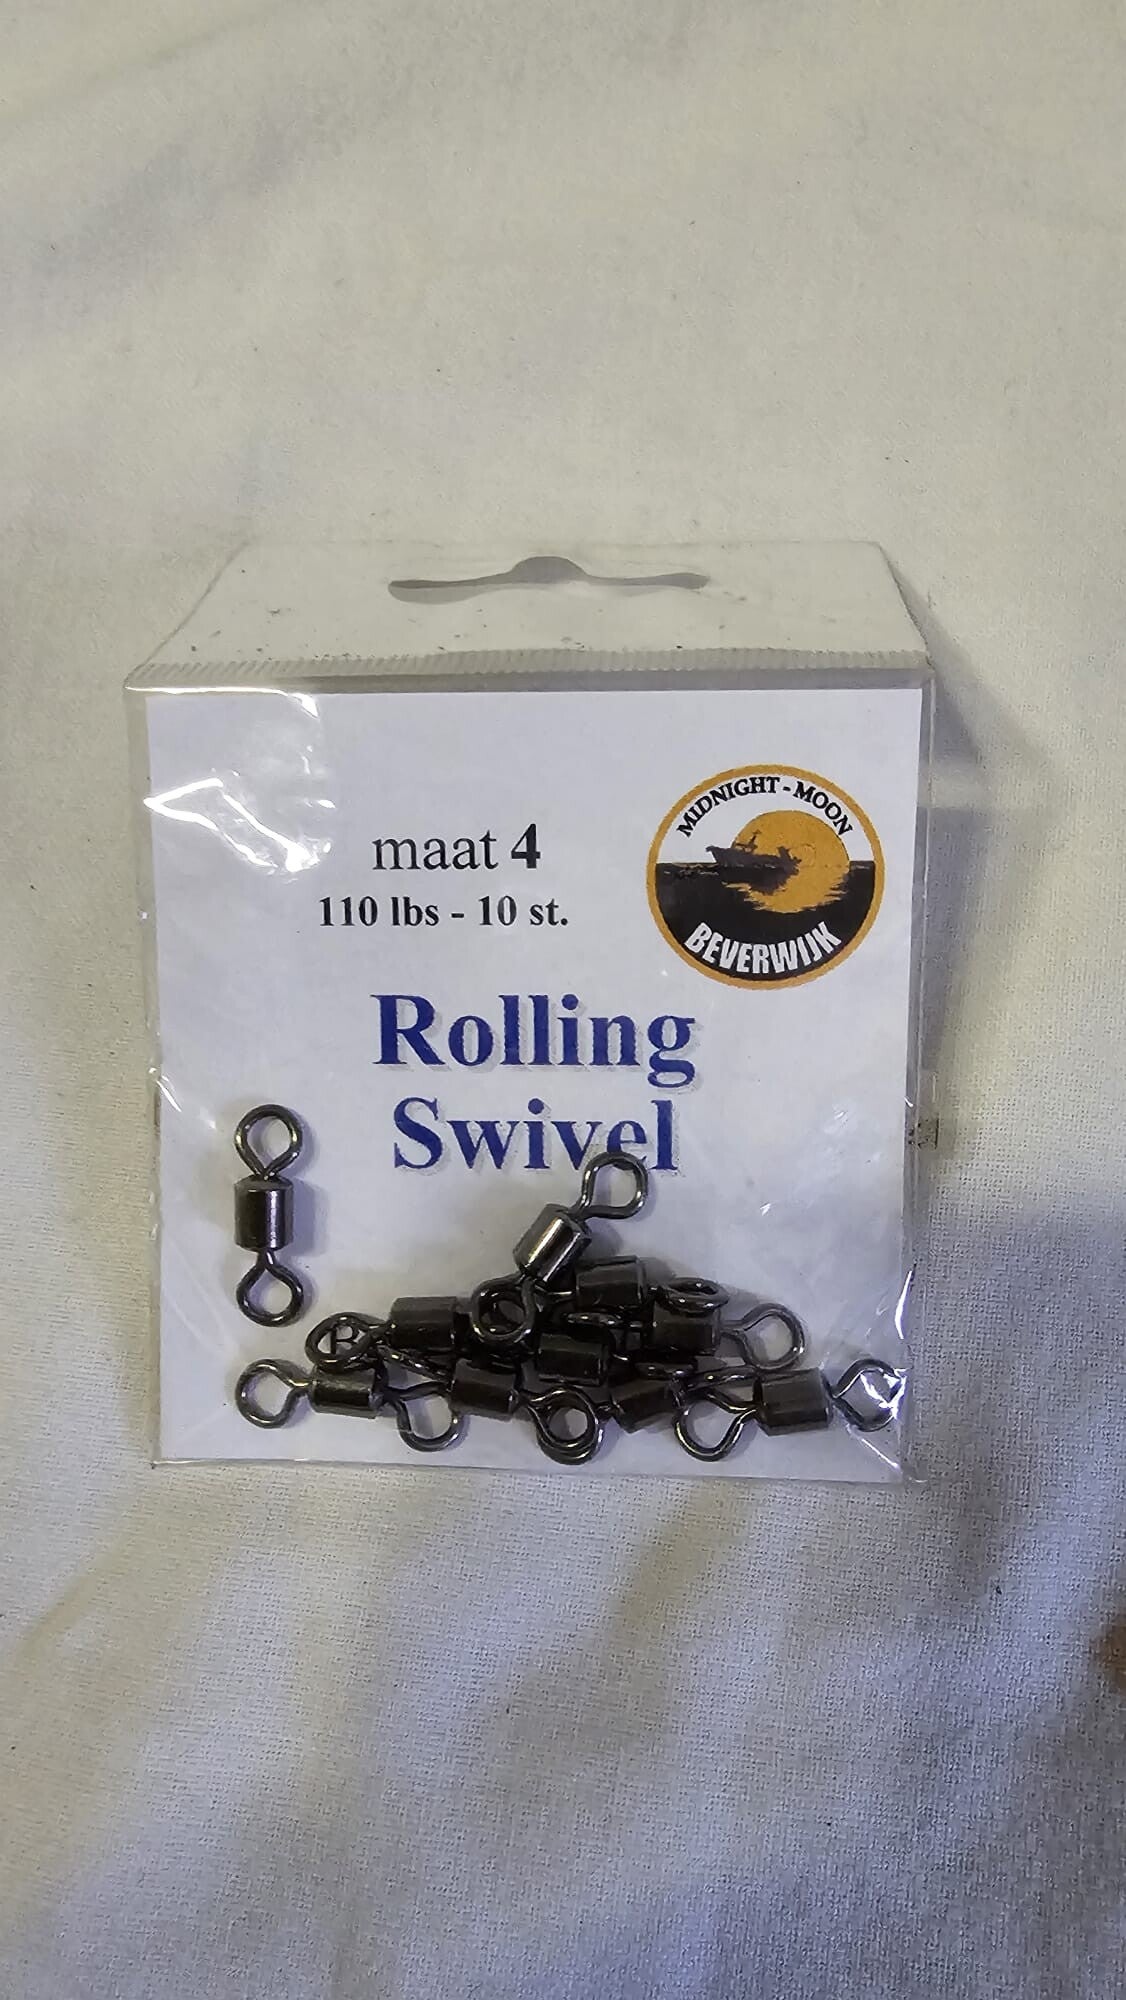 MIDNIGHT-MOON
BEVERWIJK
maat 4
110 lbs - 10 st.
Rolling
Swivel